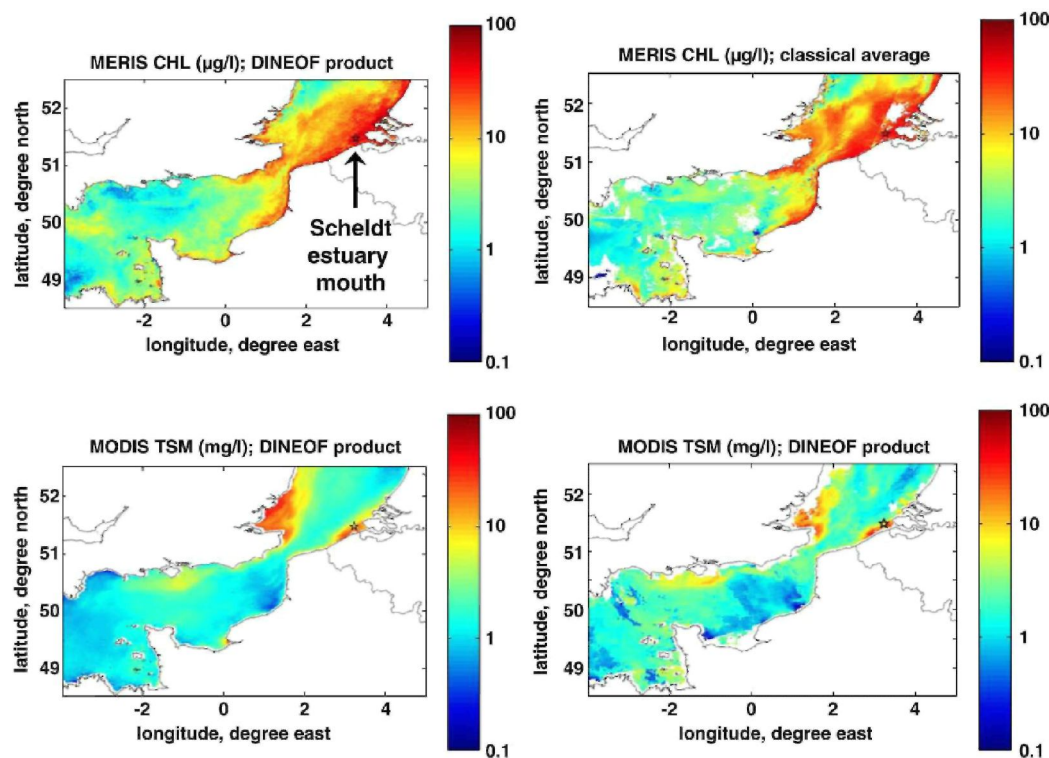 MERIS CHL (µg/l); DINEOF product
100
10
1
0.1
52
51
50
49
latitude, degree north
-2 0 2 4
longitude, degree east
Scheldt
estuary
mouth
MERIS CHL (µg/l); classical average
100
10
1
0.1
52
51
50
49
latitude, degree north
-2 0 2 4
longitude, degree east
MODIS TSM (mg/l); DINEOF product
100
10
1
0.1
52
51
50
49
latitude, degree north
-2 0 2 4
longitude, degree east
MODIS TSM (mg/l); DINEOF product
100
10
1
0.1
52
51
50
49
latitude, degree north
-2 0 2 4
longitude, degree east